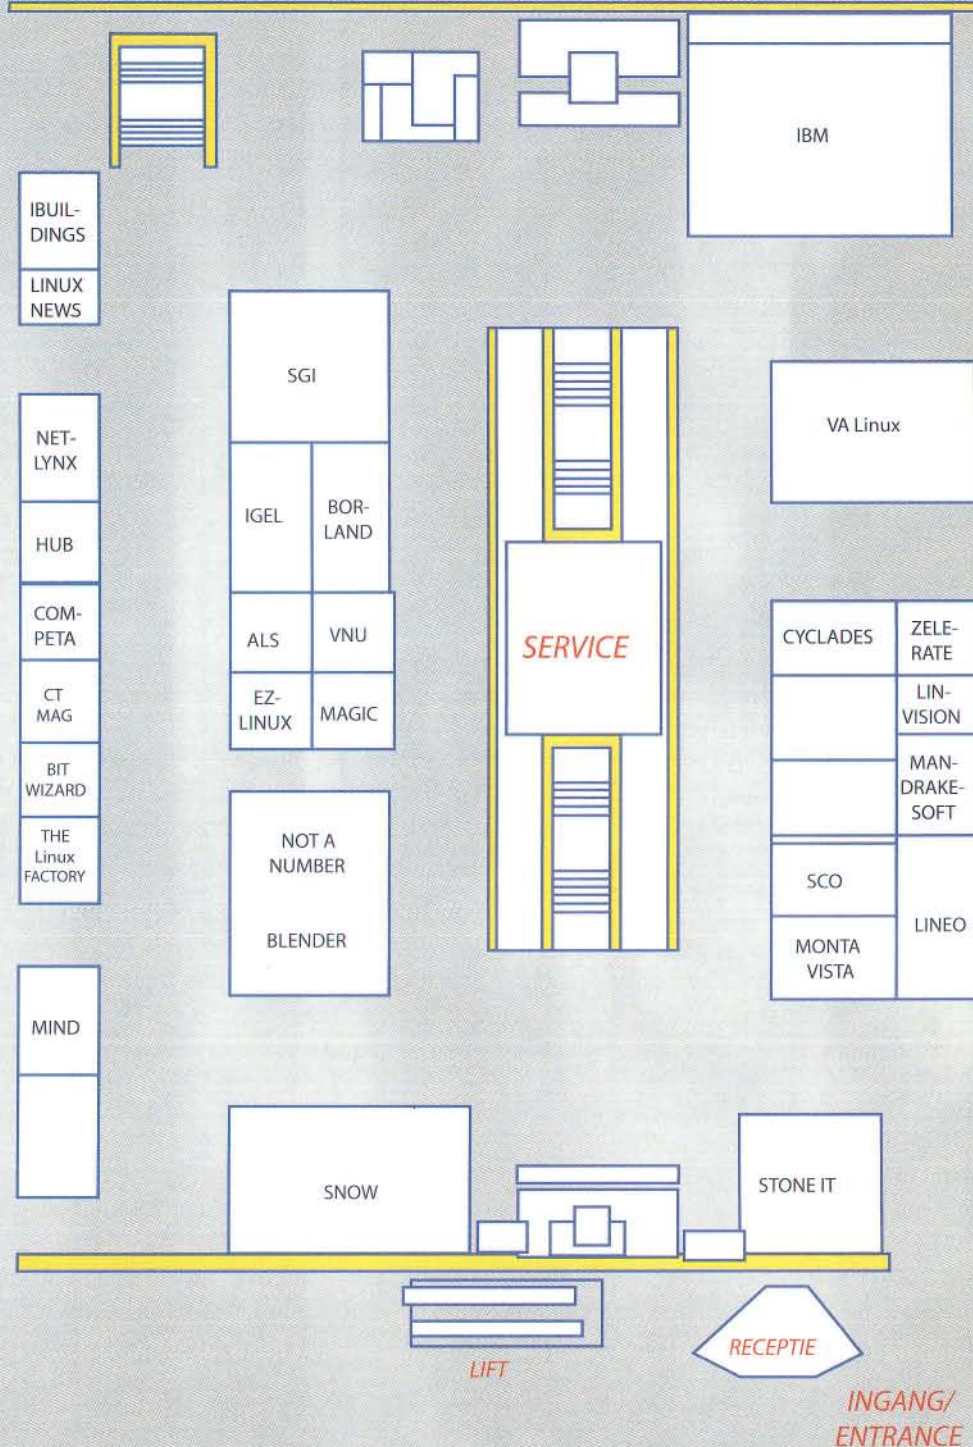 IBM
IBUIL-
DINGS
LINUX
NEWS
SGI
NET-
LYNX
HUB
COM-
PETA
CT
MAG
BIT
WIZARD
THE
Linux
FACTORY
IGEL
BOR-
LAND
ALS
VNU
EZ-
LINUX
MAGIC
NOT A
NUMBER
BLENDER
SERVICE
VA Linux
CYCLADES
ZELE-
RATE
LIN-
VISION
MAN-
DRAKE-
SOFT
SCO
LINEO
MONTA
VISTA
MIND
SNOW
STONE IT
LIFT
RECEPTIE
INGANG/
ENTRANCE